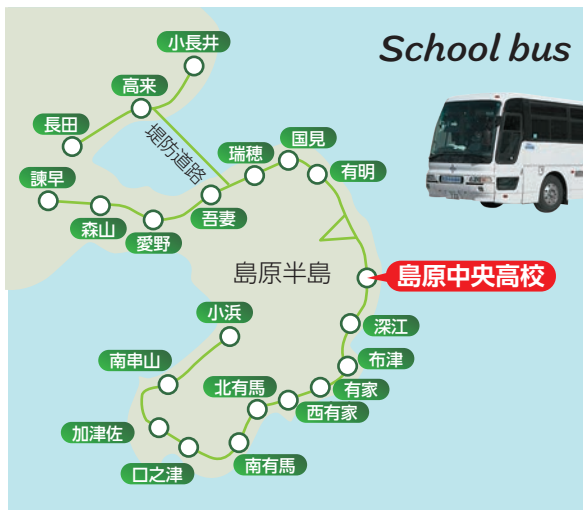 School bus
小長井
高来
長田
堤防道路
諫早
森山
愛野
吾妻
瑞穂
国見
有明
島原半島
島原中央高校
小浜
深江
布津
有家
西有家
北有馬
南有馬
口之津
加津佐
南串山